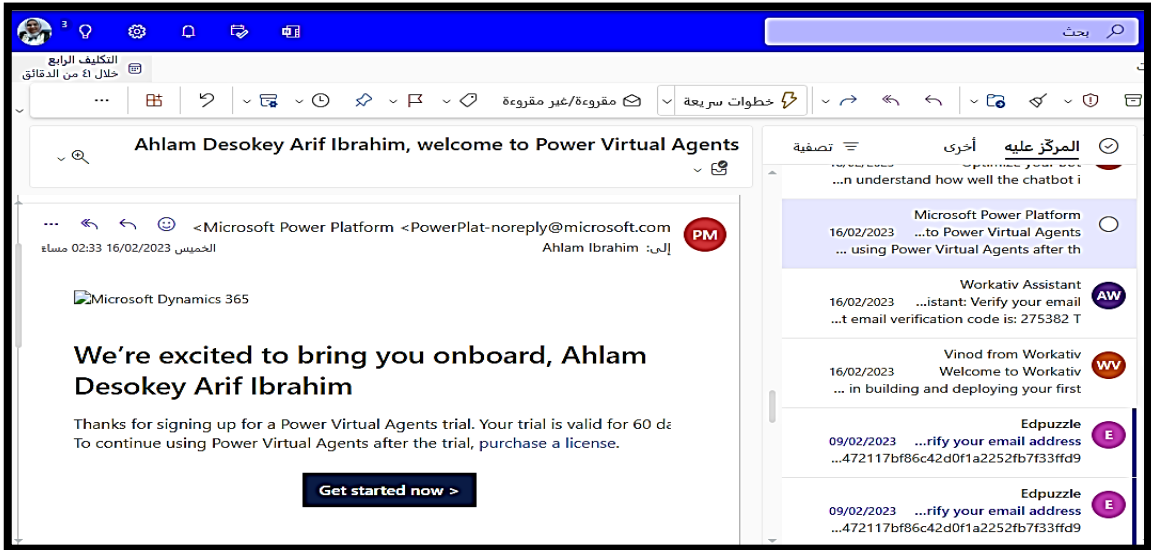 3
بحث
التكليف الرابع
خلال ٤١ من الدقائق
خطوات سريعة
مقروءة/غير مقروءة
...
المركّز عليه
أخرى
تصفية
Ahlam Desokey Arif Ibrahim, welcome to Power Virtual Agents
<Microsoft Power Platform <PowerPlat-noreply@microsoft.com
PM
إلى: Ahlam Ibrahim
الخميس 16/02/2023 02:33 مساءً
Microsoft Dynamics 365
We’re excited to bring you onboard, Ahlam
Desokey Arif Ibrahim
Thanks for signing up for a Power Virtual Agents trial. Your trial is valid for 60 da
To continue using Power Virtual Agents after the trial, purchase a license.
Get started now >
...n understand how well the chatbot i
Microsoft Power Platform
16/02/2023 ...to Power Virtual Agents
... using Power Virtual Agents after th
AW
Workativ Assistant
16/02/2023 ...istant: Verify your email
...t email verification code is: 275382 T
WV
Vinod from Workativ
16/02/2023 Welcome to Workativ
... in building and deploying your first
E
Edpuzzle
09/02/2023 ...rify your email address
...472117bf86c42d0f1a2252fb7f33ffd9
E
Edpuzzle
09/02/2023 ...rify your email address
...472117bf86c42d0f1a2252fb7f33ffd9